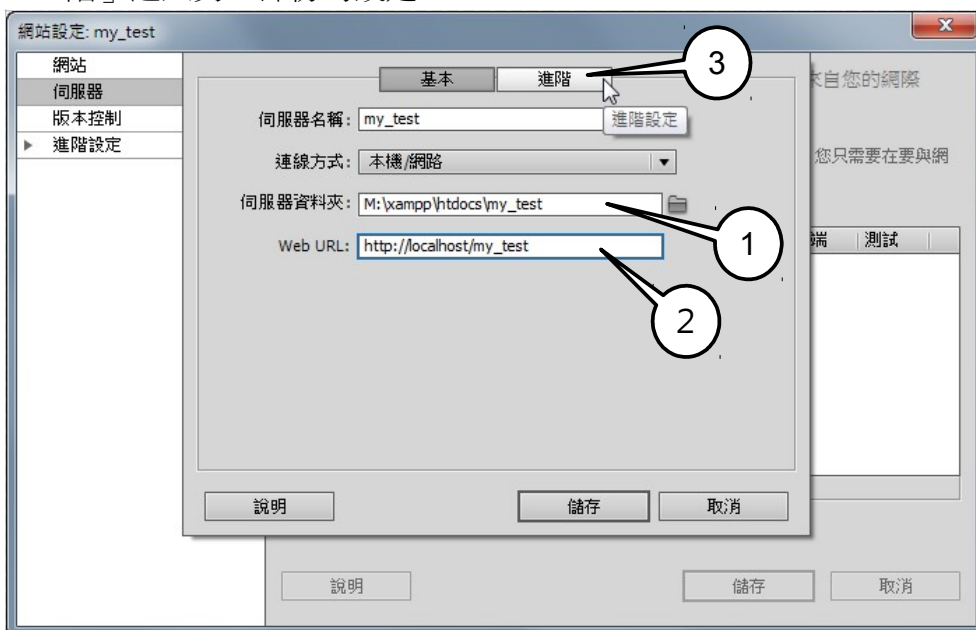 網站設定: my_test
網站
伺服器
版本控制
進階設定
基本
進階
3
進階設定
來自您的網際
您只需要在要與網
伺服器名稱: my_test
連線方式: 本機/網路
伺服器資料夾: M:\xampp\htdocs\my_test
1
Web URL: http://localhost/my_test
2
端
測試
說明
儲存
取消
說明
儲存
取消